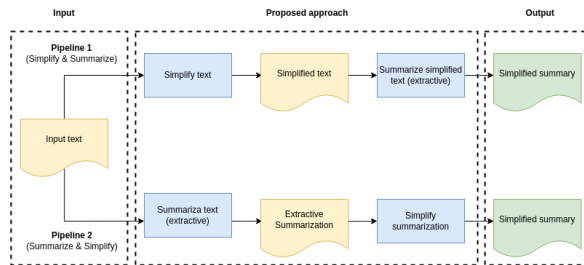 Input
Proposed approach
Output
Pipeline 1
(Simplify & Summarize)
Simplify text
Simplified text
Summarize simplified
text (extractive)
Simplified summary
Input text
Summariza text
(extractive)
Extractive
Summarization
Simplify
summarization
Simplified summary
Pipeline 2
(Summarize & Simplify)